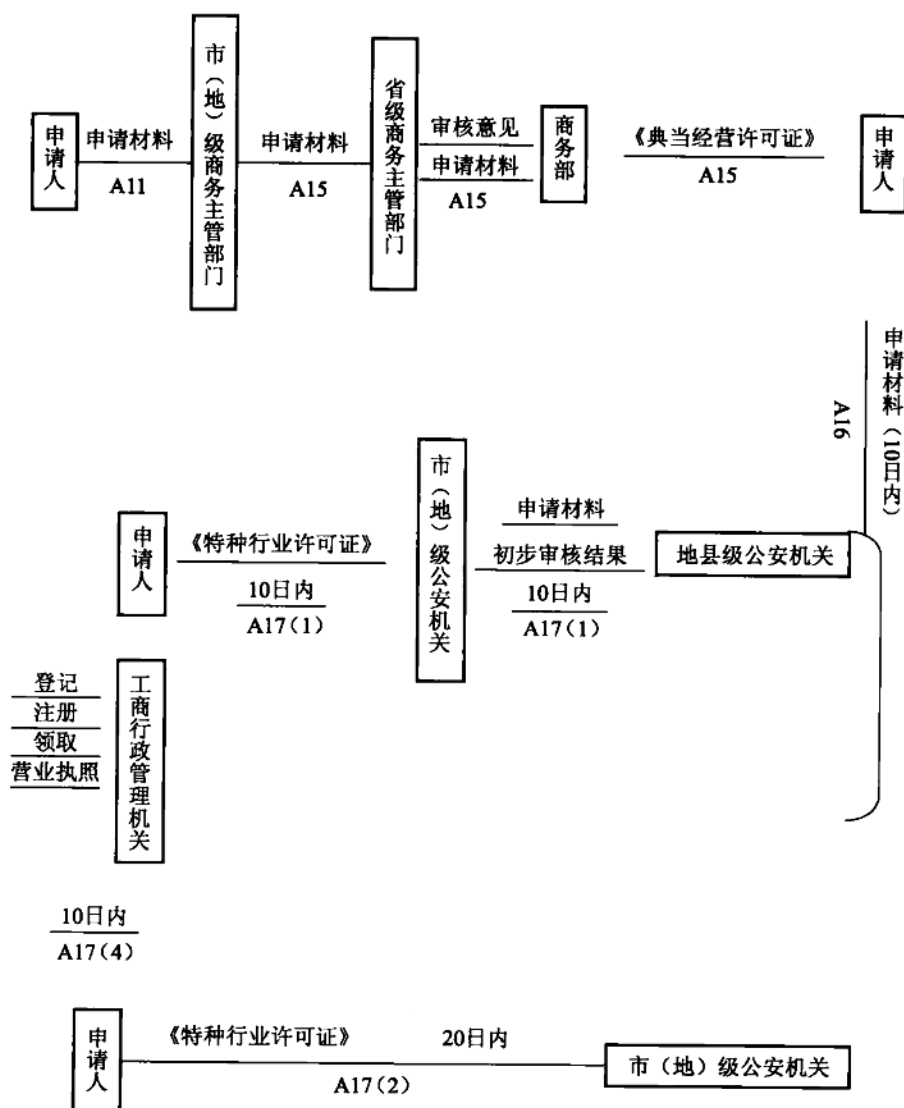 申请人
申请材料
A11
市（地）级商务主管部门
申请材料
A15
省级商务主管部门
审核意见
申请材料
A15
商务部
《典当经营许可证》
A15
申请人
申请材料（10日内）
A16
地县级公安机关
申请材料
初步审核结果
10日内
A17（1）
市（地）级公安机关
《特种行业许可证》
10日内
A17（1）
申请人
工商行政管理机关
登记
注册
领取
营业执照
10日内
A17（4）
申请人
《特种行业许可证》
20日内
A17（2）
市（地）级公安机关